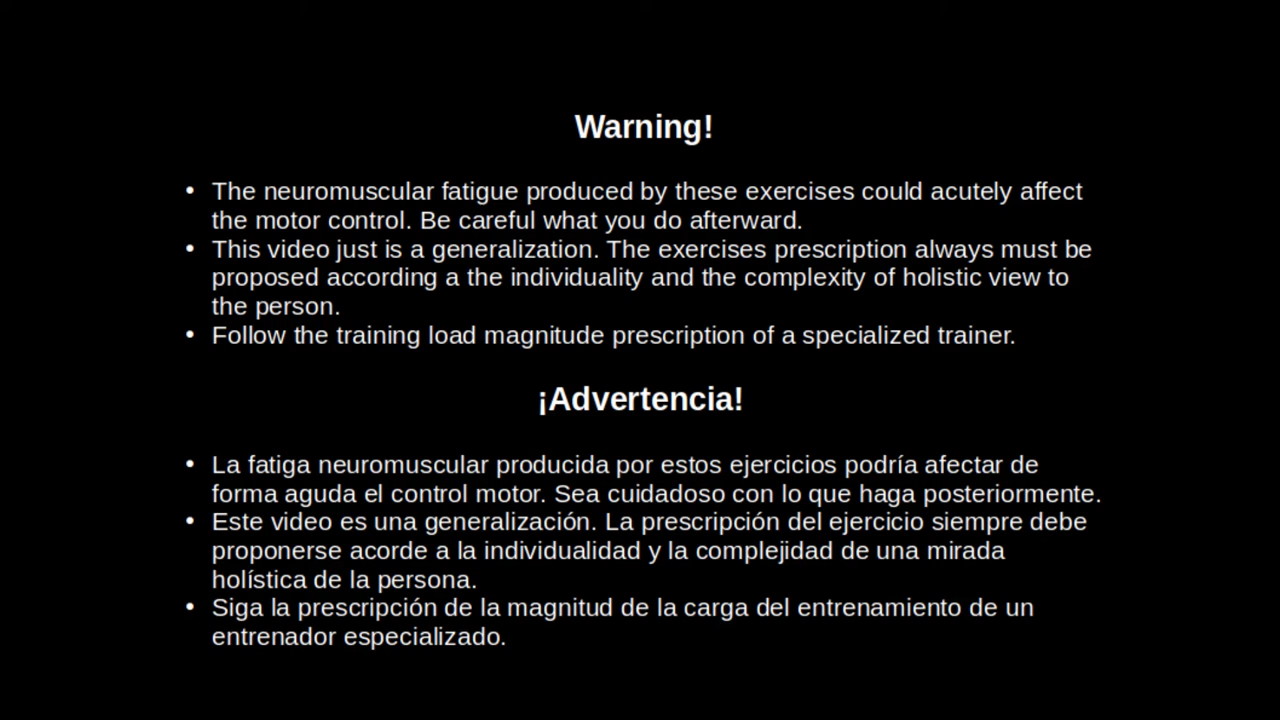 Warning!
• The neuromuscular fatigue produced by these exercises could acutely affect
the motor control. Be careful what you do afterward.
• This video just is a generalization. The exercises prescription always must be
proposed according a the individuality and the complexity of holistic view to
the person.
• Follow the training load magnitude prescription of a specialized trainer.
¡Advertencia!
• La fatiga neuromuscular producida por estos ejercicios podría afectar de
forma aguda el control motor. Sea cuidadoso con lo que haga posteriormente.
• Este video es una generalización. La prescripción del ejercicio siempre debe
proponerse acorde a la individualidad y la complejidad de una mirada
holística de la persona.
• Siga la prescripción de la magnitud de la carga del entrenamiento de un
entrenador especializado.